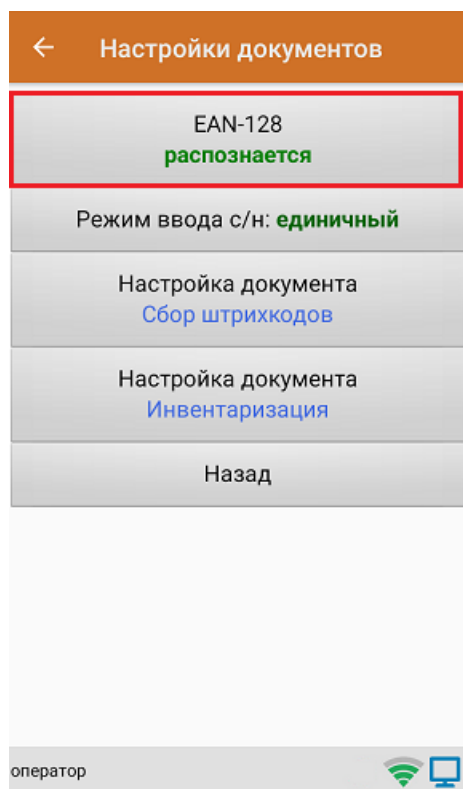 Настройки документов
EAN-128
распознается
Режим ввода с/н: единичный
Настройка документа
Сбор штрихкодов
Настройка документа
Инвентаризация
Назад
оператор